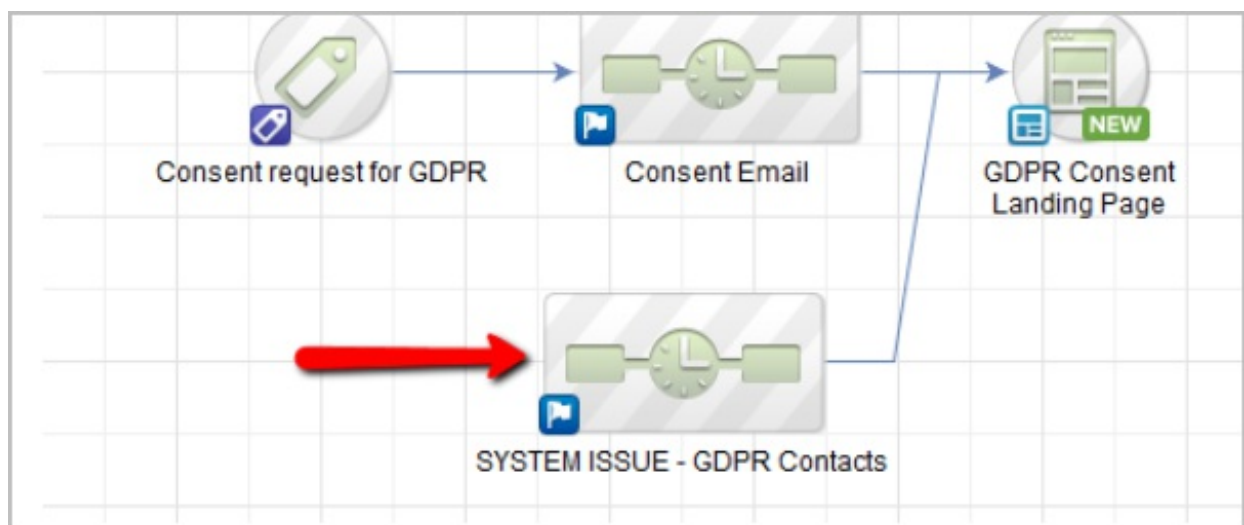 NEW
Consent request for GDPR
Consent Email
GDPR Consent
Landing Page
SYSTEM ISSUE - GDPR Contacts